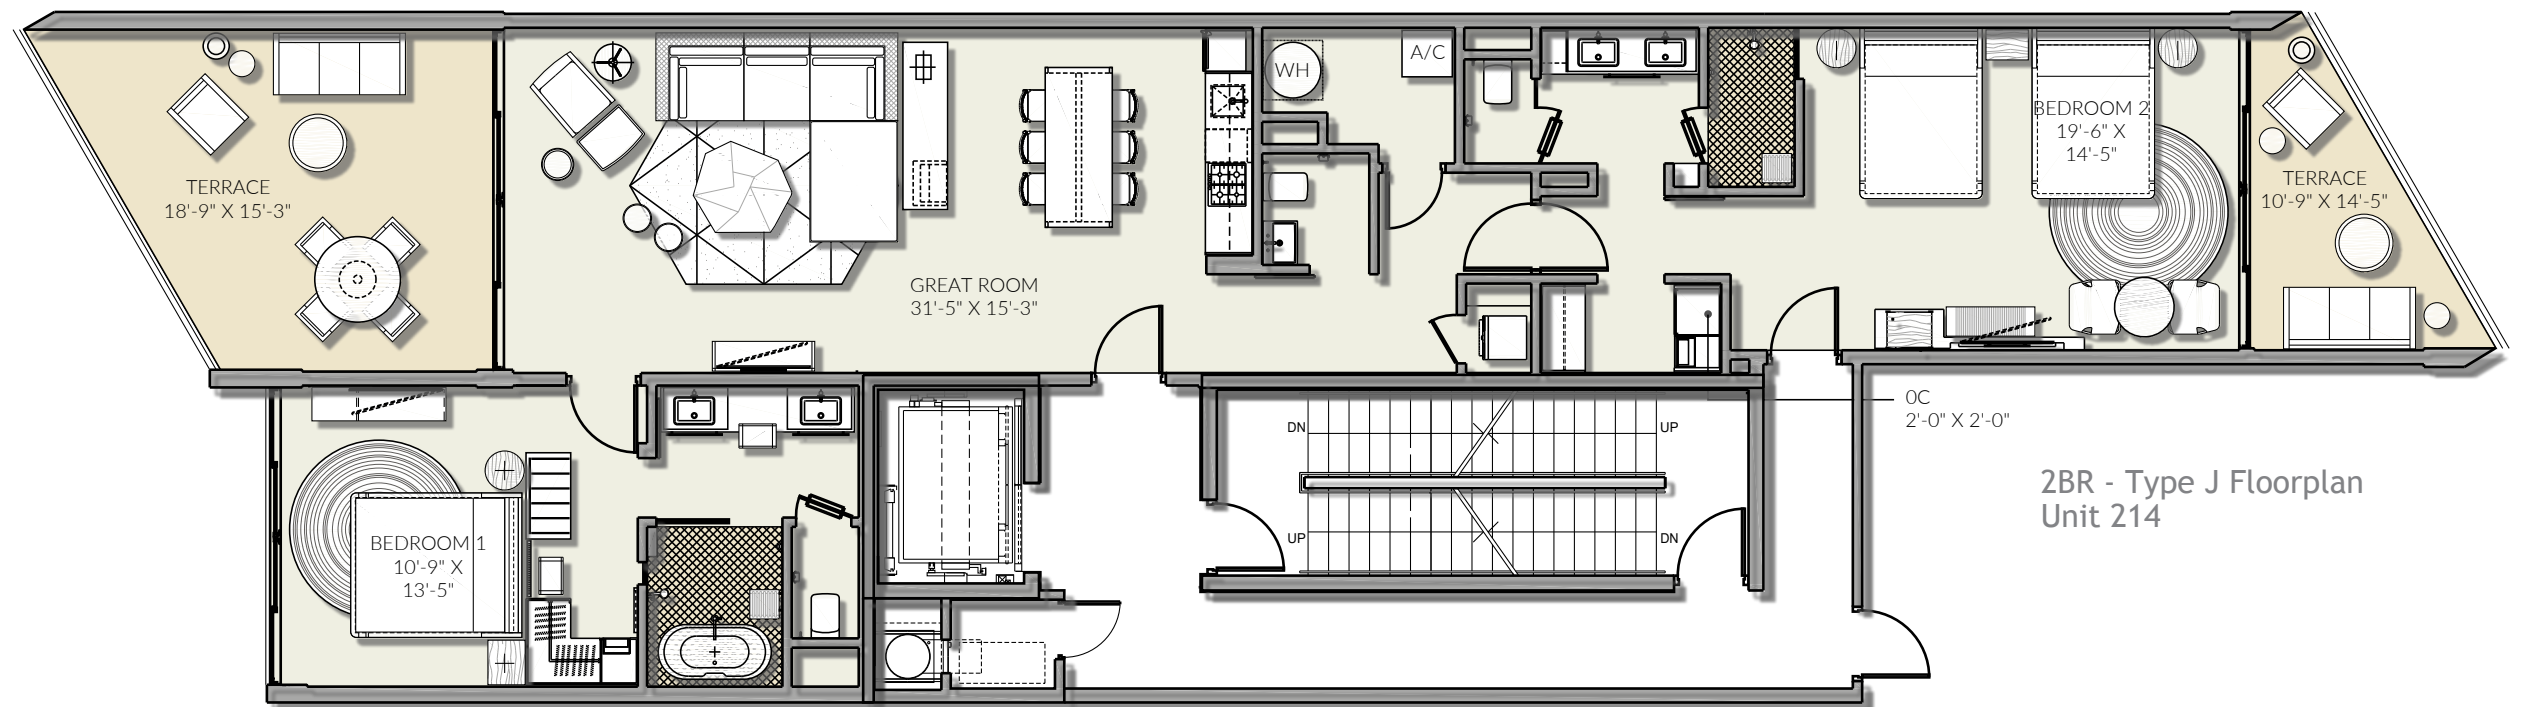 TERRACE
18'-9" X 15'-3"
GREAT ROOM
31'-5" X 15'-3"
WH
A/C
BEDROOM 2
19'-6" X
14'-5"
TERRACE
10'-9" X 14'-5"
BEDROOM 1
10'-9" X
13'-5"
DN
UP
UP
DN
0C
2'-0" X 2'-0"
2BR - Type J Floorplan
Unit 214